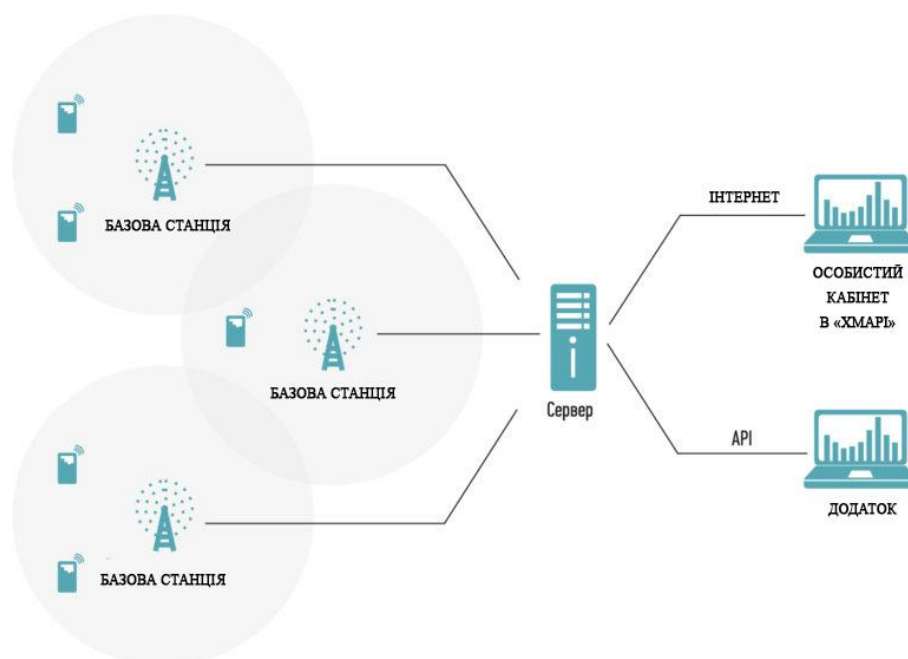 БАЗОВА СТАНЦІЯ
БАЗОВА СТАНЦІЯ
БАЗОВА СТАНЦІЯ
Сервер
ІНТЕРНЕТ
ОСОБИСТИЙ
КАБІНЕТ
В «ХМАРІ»
API
ДОДАТОК